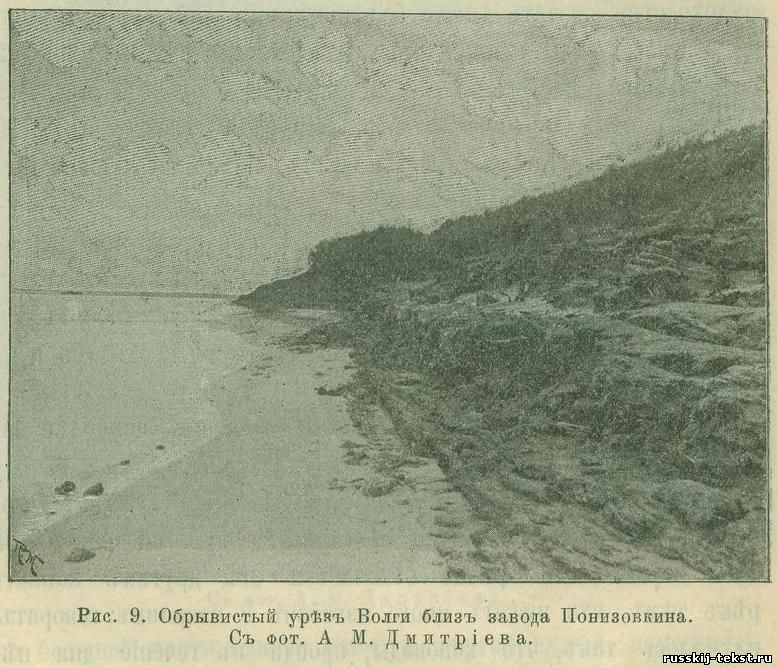 Рис. 9. Обрывистый урѣзъ Волги близъ завода Понизовкина.
Съ фот. А М. Дмитріева.
russkij-tekst.ru